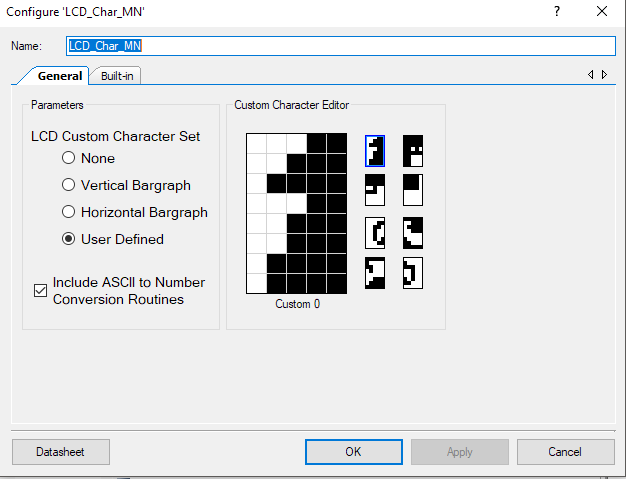 Configure 'LCD_Char_MN'
?
Name:
LCD_Char_MN
General
Built-in
Parameters
LCD Custom Character Set
None
Vertical Bargraph
Horizontal Bargraph
User Defined
Include ASCII to Number
Conversion Routines
Custom Character Editor
Custom 0
Datasheet
OK
Apply
Cancel